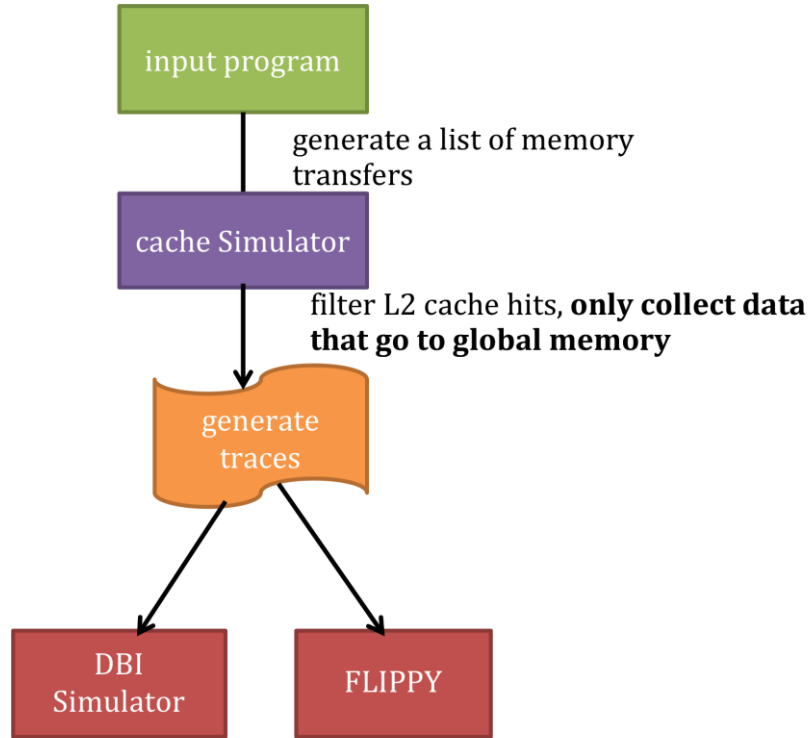 input program
generate a list of memory
transfers
cache Simulator
filter L2 cache hits, only collect data
that go to global memory
generate
traces
DBI
Simulator
FLIPPY